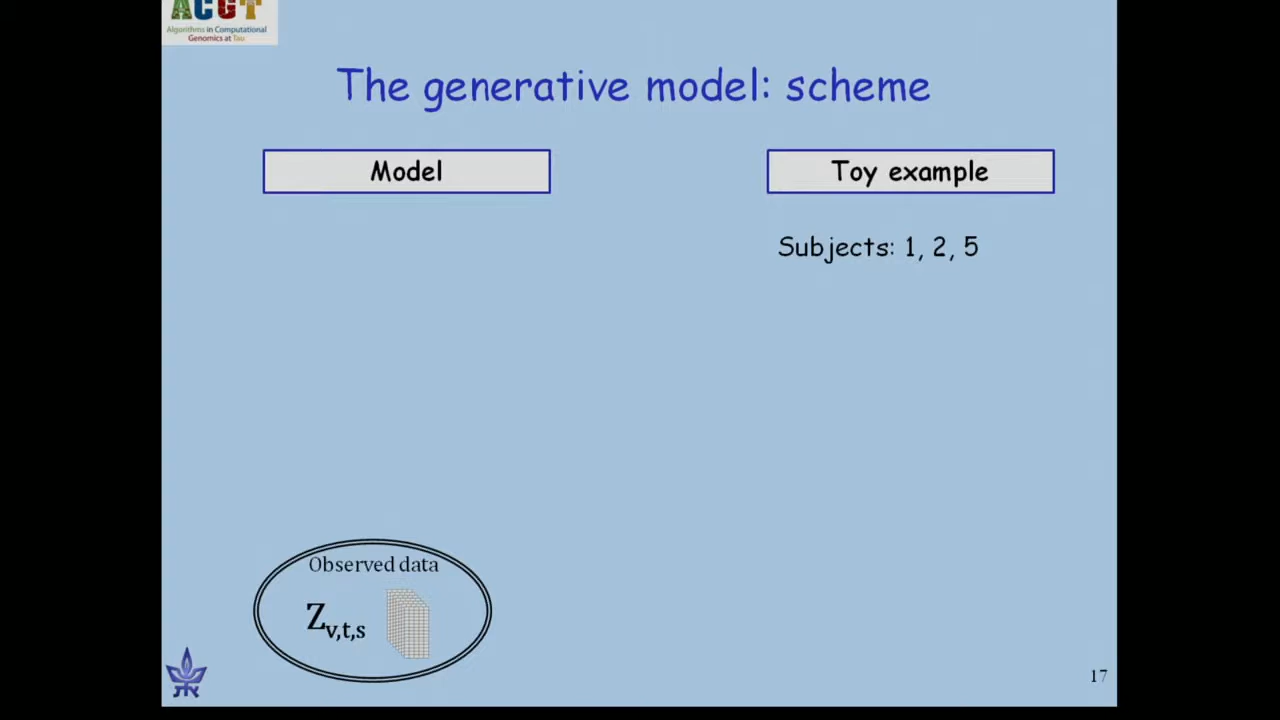 ACGT
Algorithms in Computational
Genomics at Tau
The generative model: scheme
Model
Toy example
Subjects: 1, 2, 5
Observed data
Z_v,t,s
17